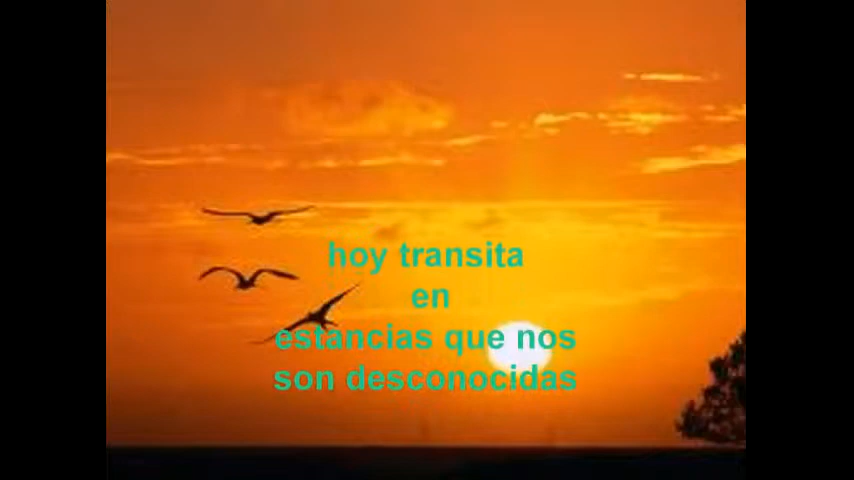 hoy transita
en
estancias que nos
son desconocidas